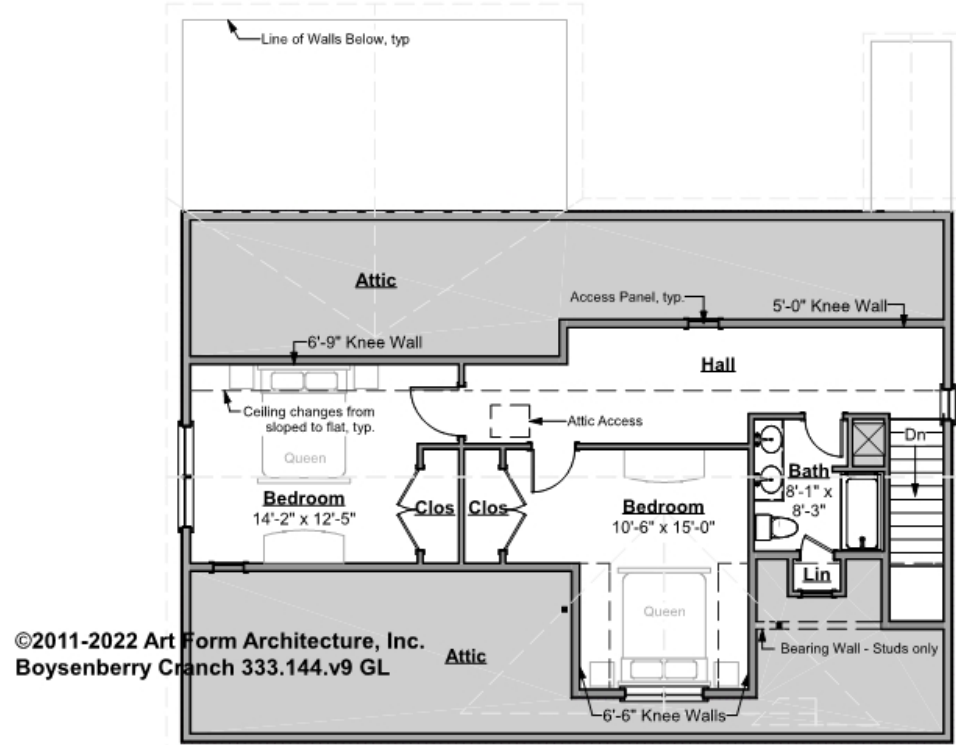 Line of Walls Below, typ
Attic
Access Panel, typ.
5'-0" Knee Wall
6'-9" Knee Wall
Hall
Ceiling changes from
sloped to flat, typ.
Attic Access
Dn
Queen
Bedroom
14'-2" x 12'-5"
Clos
Clos
Bedroom
10'-6" x 15'-0"
Bath
8'-1" x
8'-3"
Lin
Queen
©2011-2022 Art Form Architecture, Inc.
Boysenberry Cranch 333.144.v9 GL
Attic
Bearing Wall - Studs only
6'-6" Knee Walls